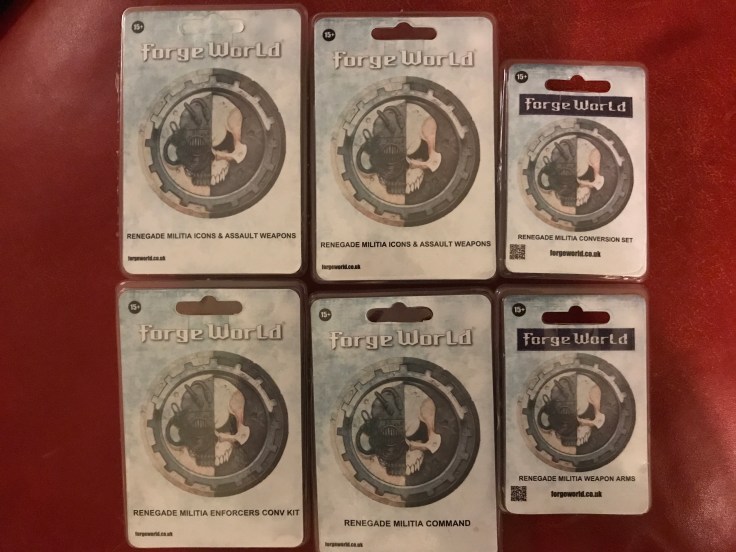 15+
Forge World
RENEGADE MILITIA ICONS & ASSAULT WEAPONS
forgeworld.co.uk
15+
Forge World
RENEGADE MILITIA ICONS & ASSAULT WEAPONS
forgeworld.co.uk
15+
Forge World
RENEGADE MILITIA CONVERSION SET
forgeworld.co.uk
15+
Forge World
RENEGADE MILITIA ENFORCERS CONV KIT
forgeworld.co.uk
15+
Forge World
RENEGADE MILITIA COMMAND
forgeworld.co.uk
15+
Forge World
RENEGADE MILITIA WEAPON ARMS
forgeworld.co.uk